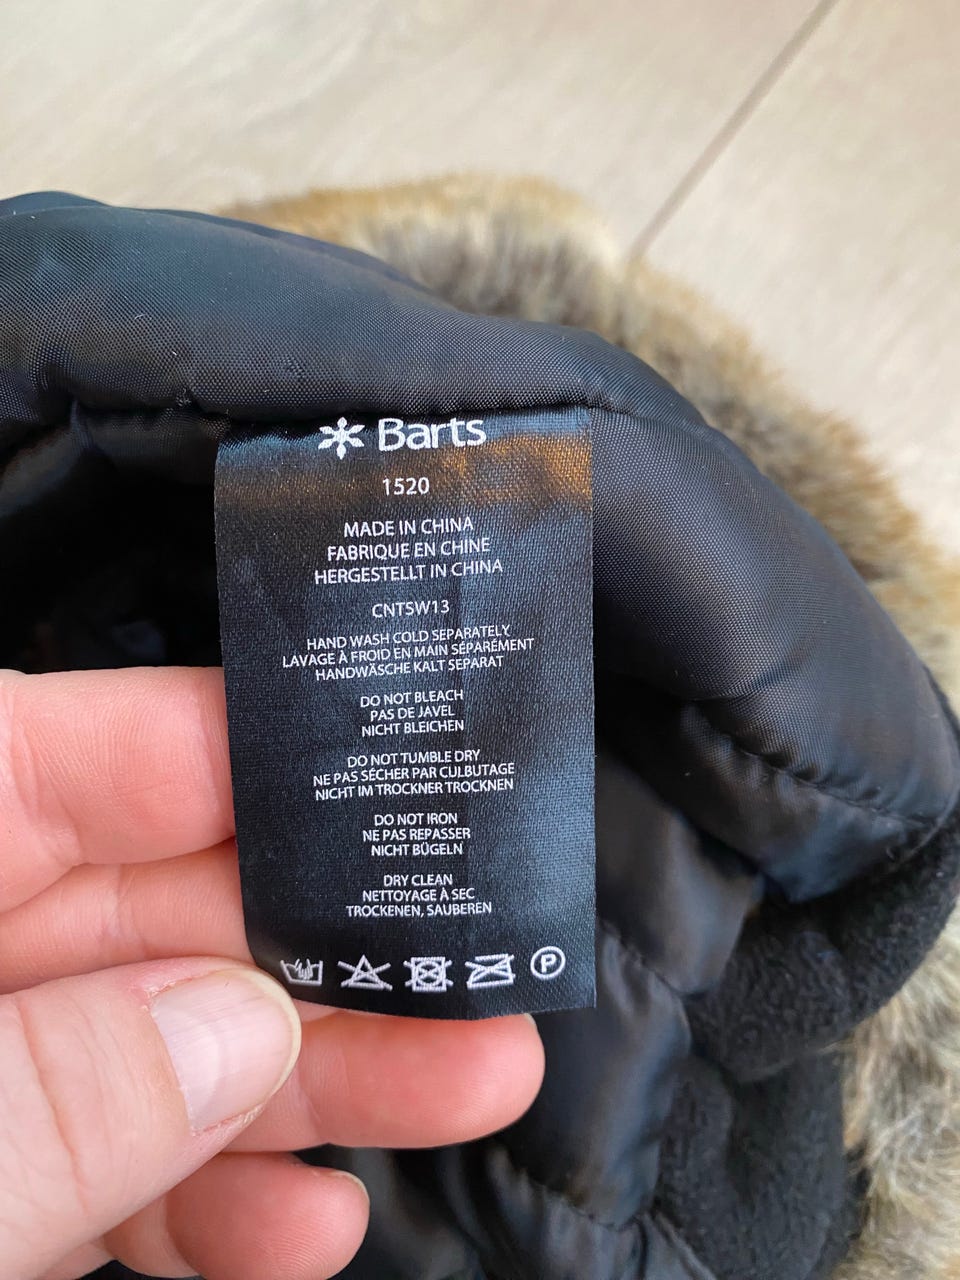 Barts
1520
MADE IN CHINA
FABRIQUE EN CHINE
HERGESTELLT IN CHINA
CNTSW13
HAND WASH COLD SEPARATELY
LAVAGE À FROID EN MAIN SÉPARÉMENT
HANDWÄSCHE KALT SEPARAT
DO NOT BLEACH
PAS DE JAVEL
NICHT BLEICHEN
DO NOT TUMBLE DRY
NE PAS SÉCHER PAR CULBUTAGE
NICHT IM TROCKNER TROCKNEN
DO NOT IRON
NE PAS REPASSER
NICHT BÜGELN
DRY CLEAN
NETTOYAGE À SEC
TROCKENEN, SAUBEREN
P